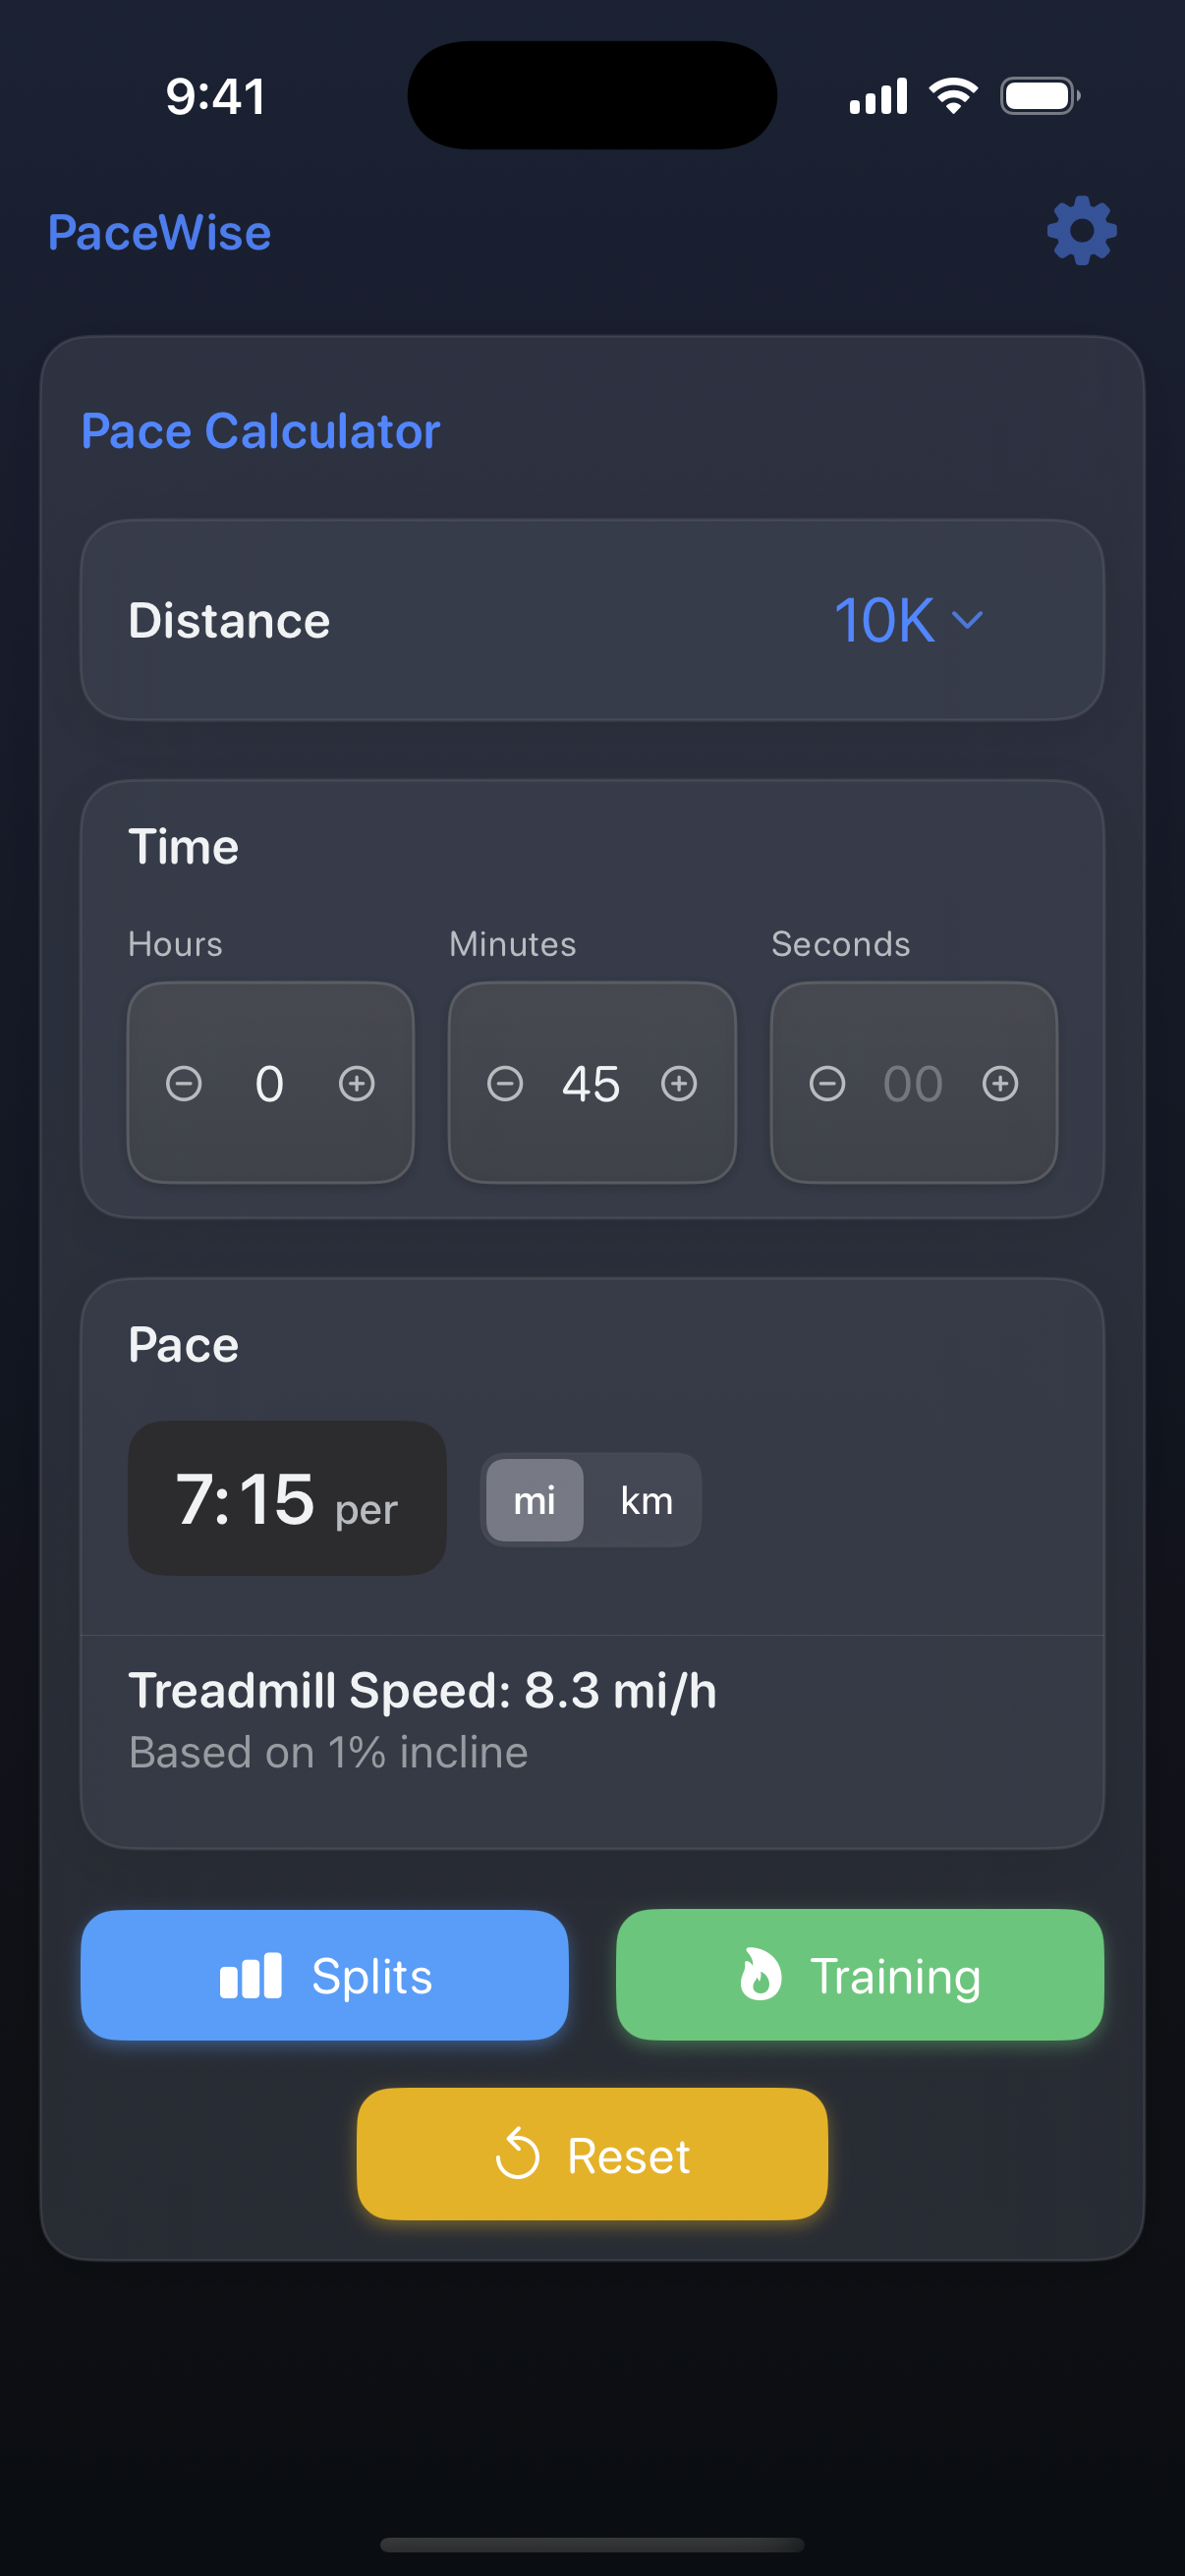 9:41
PaceWise
Pace Calculator
Distance 10K
Time
Hours Minutes Seconds
0 45 00
Pace
7:15 per mi km
Treadmill Speed: 8.3 mi/h
Based on 1% incline
Splits Training
Reset